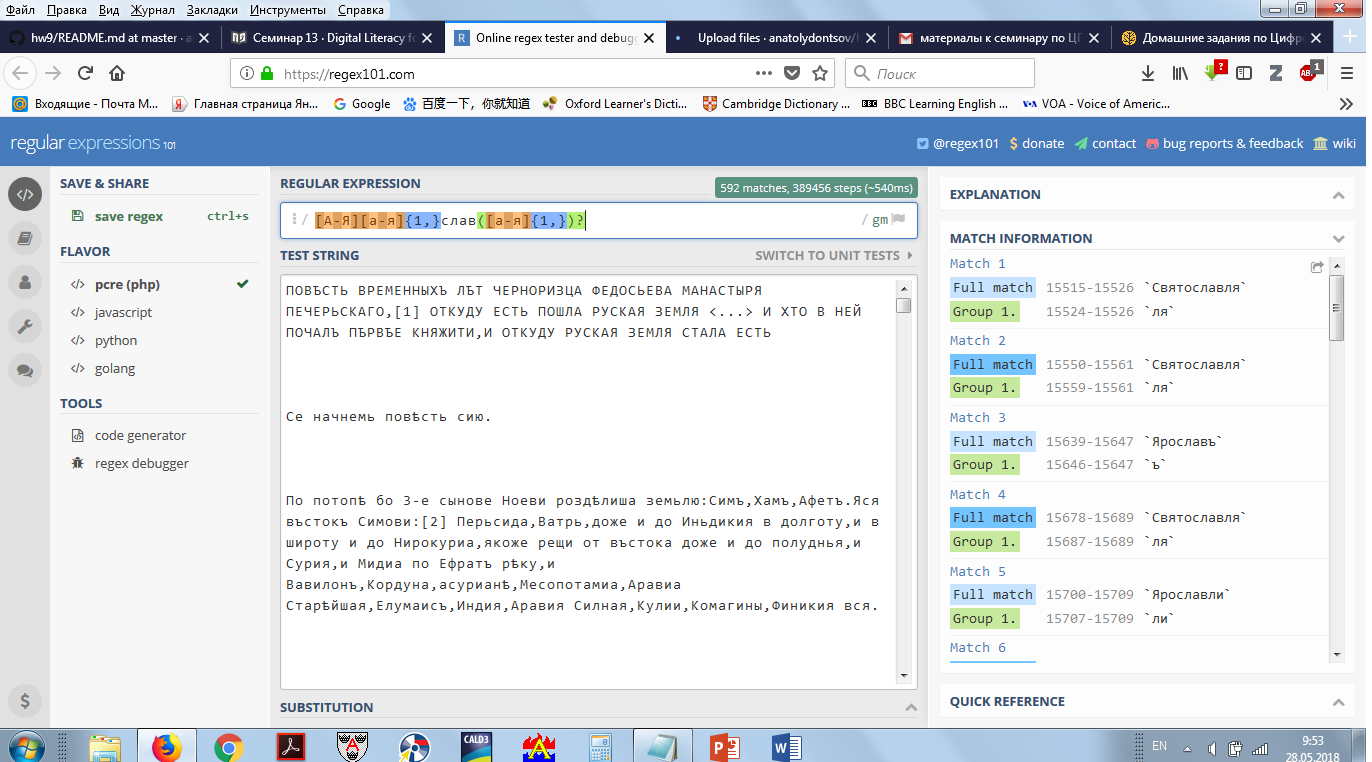 Файл Правка Вид Журнал Закладки Инструменты Справка
hw9/README.md at master · a
Семинар 13 · Digital Literacy fo
Online regex tester and debugg
Upload files · anatolydontsov/h
материалы к семинару по ЦГ
Домашние задания по Цифро
https://regex101.com
Поиск
Входящие - Почта M...
Главная страница Ян...
Google
百度一下，你就知道
Oxford Learner's Dicti...
Cambridge Dictionary ...
BBC Learning English ...
VOA - Voice of Americ...
regular expressions 101
@regex101
donate
contact
bug reports & feedback
wiki
SAVE & SHARE
save regex ctrl+s
FLAVOR
pcre (php)
javascript
python
golang
TOOLS
code generator
regex debugger
REGULAR EXPRESSION
592 matches, 389456 steps (~540ms)
/ [А-Я][а-я]{1,}слав([а-я]{1,})? / gm
TEST STRING
SWITCH TO UNIT TESTS
ПОВѢСТЬ ВРЕМЕННЫХЪ ЛѢТ ЧЕРНОРИЗЦА ФЕДОСЬЕВА МАНАСТЫРЯ
ПЕЧЕРЬСКАГО,[1] ОТКУДУ ЕСТЬ ПОШЛА РУСКАЯ ЗЕМЛЯ <...> И ХТО В НЕЙ
ПОЧАЛЪ ПѢРВѢЕ КНЯЖИТИ,И ОТКУДУ РУСКАЯ ЗЕМЛЯ СТАЛА ЕСТЬ
Се начнемь повѣсть сию.
По потопѣ бо 3-е сынове Ноеви роздѣлиша земьлю:Симъ,Хамъ,Афетъ.Яся
въстокъ Симови:[2] Перьсида,Ватрь,доже и до Иньдикия в долготу,и в
широту и до Нирокуриа,якоже рещи от въстока доже и до полуднья,и
Сурия,и Мидиа по Ефратъ рѣку,и
Вавилонъ,Кордуна,асурианѣ,Месопотамиа,Аравиа
Старѣйшая,Елумаисъ,Индия,Аравия Силная,Кулии,Комагины,Финикия вся.
SUBSTITUTION
EXPLANATION
MATCH INFORMATION
Match 1
Full match 15515-15526 `Святославля`
Group 1. 15524-15526 `ля`
Match 2
Full match 15550-15561 `Святославля`
Group 1. 15559-15561 `ля`
Match 3
Full match 15639-15647 `Ярославъ`
Group 1. 15646-15647 `ъ`
Match 4
Full match 15678-15689 `Святославля`
Group 1. 15687-15689 `ля`
Match 5
Full match 15700-15709 `Ярославли`
Group 1. 15707-15709 `ли`
Match 6
QUICK REFERENCE
CALD3
EN
9:53
28.05.2018